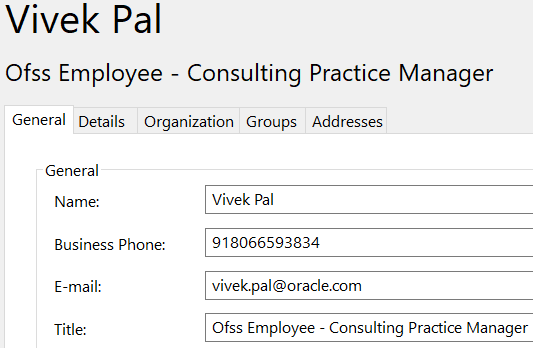 Vivek Pal
Ofss Employee - Consulting Practice Manager
General Details Organization Groups Addresses
General
Name: Vivek Pal
Business Phone: 918066593834
E-mail: vivek.pal@oracle.com
Title: Ofss Employee - Consulting Practice Manager